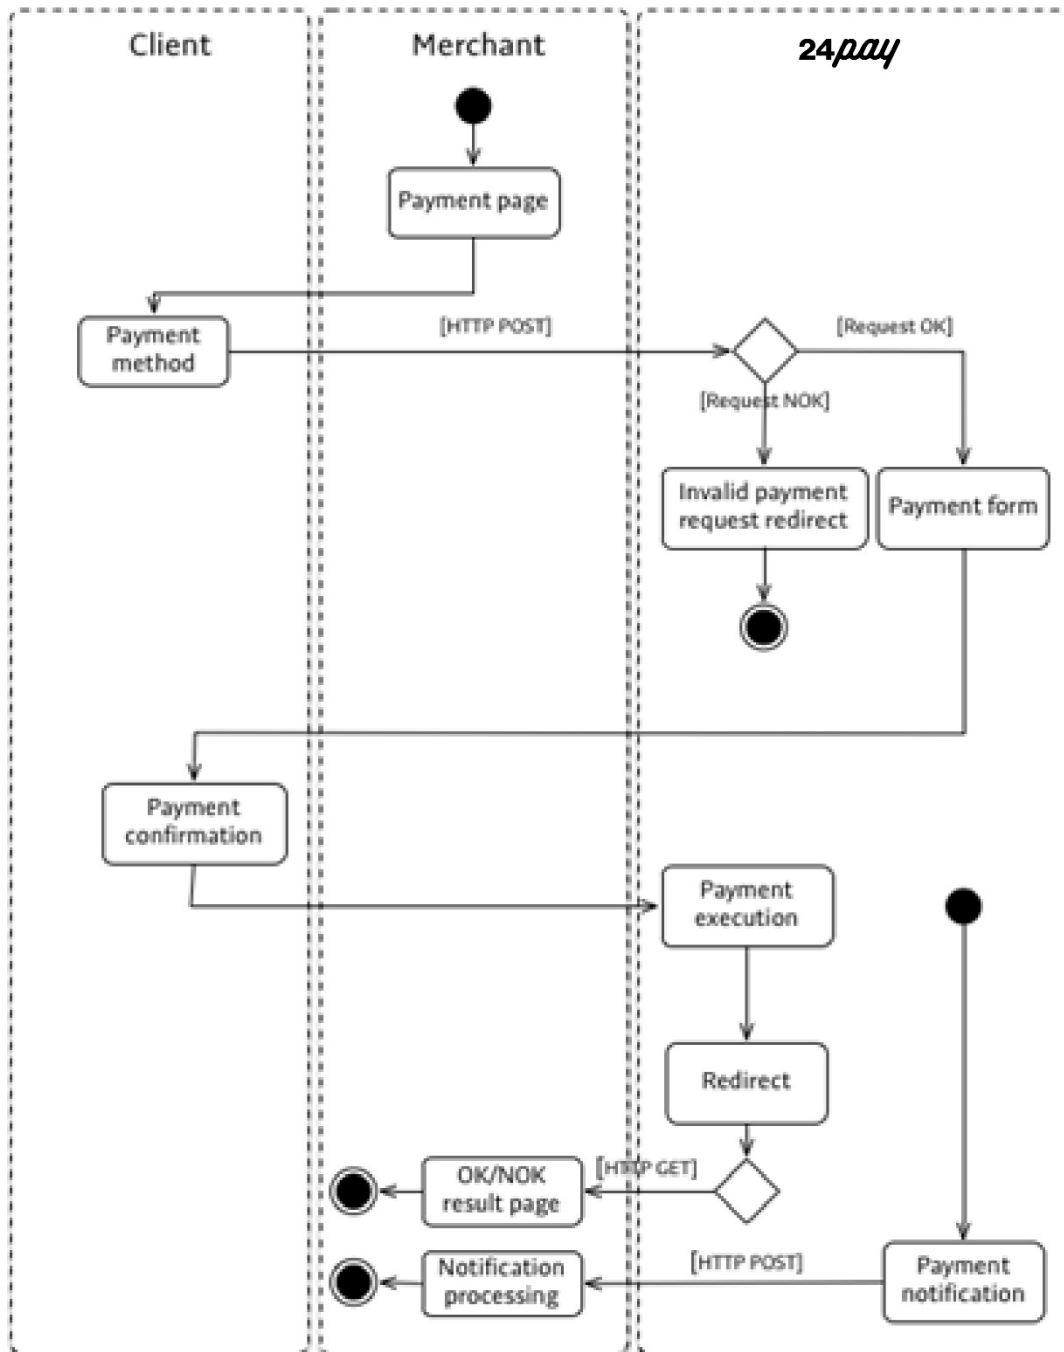 Client
Merchant
24pay
Payment page
Payment
method
[HTTP POST]
[Request OK]
[Request NOK]
Invalid payment
request redirect
Payment form
Payment
confirmation
Payment
execution
Redirect
[HTTP GET]
OK/NOK
result page
[HTTP POST]
Notification
processing
Payment
notification